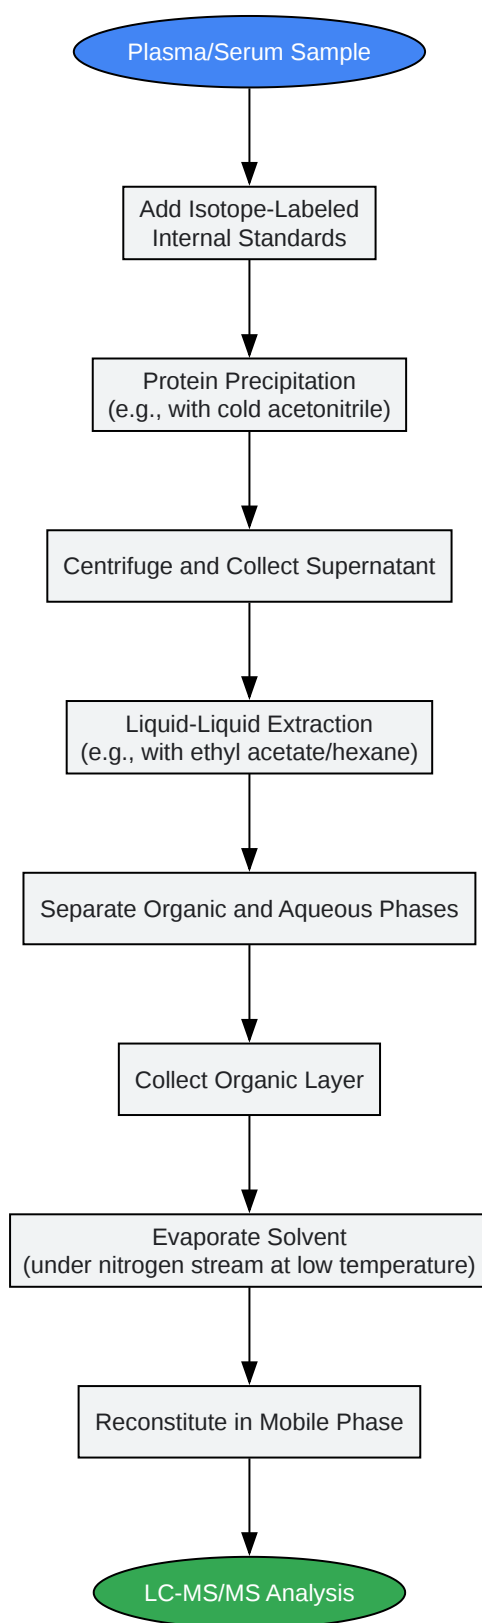 Plasma/Serum Sample
Add Isotope-Labeled
Internal Standards
Protein Precipitation
(e.g., with cold acetonitrile)
Centrifuge and Collect Supernatant
Liquid-Liquid Extraction
(e.g., with ethyl acetate/hexane)
Separate Organic and Aqueous Phases
Collect Organic Layer
Evaporate Solvent
(under nitrogen stream at low temperature)
Reconstitute in Mobile Phase
LC-MS/MS Analysis